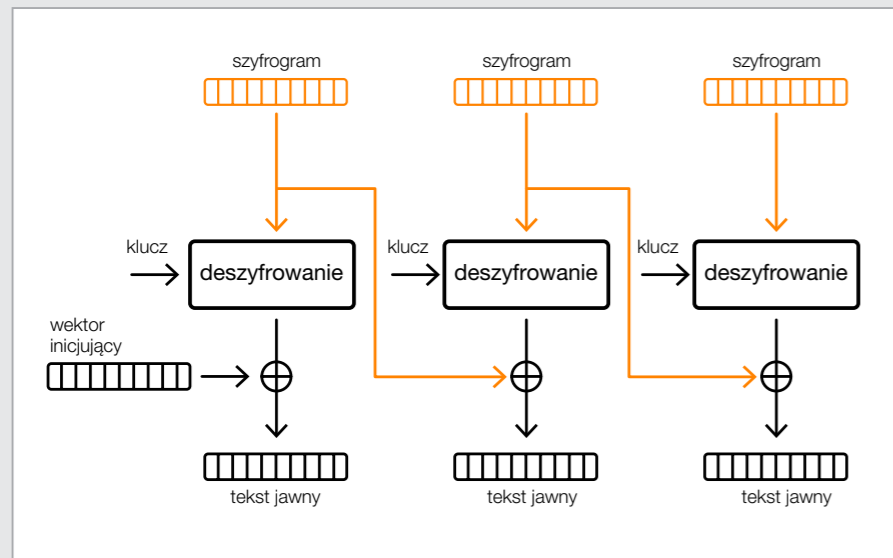 szyfrogram
szyfrogram
szyfrogram
klucz
deszyfrowanie
klucz
deszyfrowanie
klucz
deszyfrowanie
wektor
inicjujący
tekst jawny
tekst jawny
tekst jawny